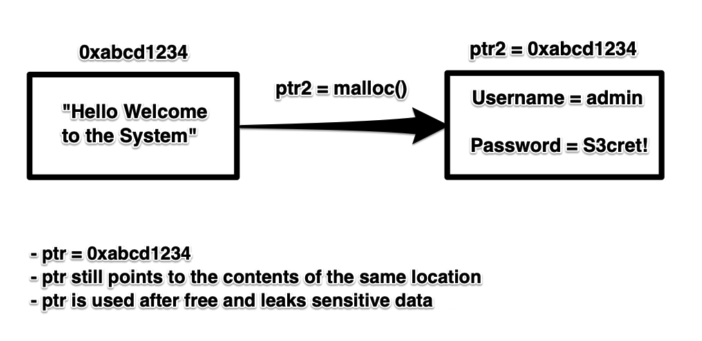 0xabcd1234
ptr2 = 0xabcd1234
ptr2 = malloc()
"Hello Welcome
to the System"
Username = admin
Password = S3cret!
- ptr = 0xabcd1234
- ptr still points to the contents of the same location
- ptr is used after free and leaks sensitive data